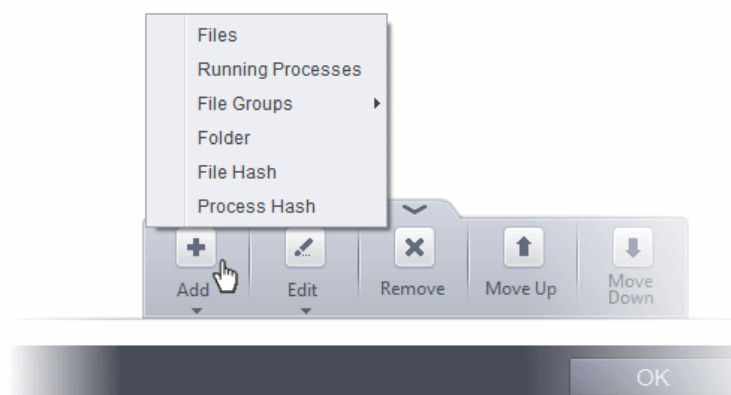 Files
Running Processes
File Groups
Folder
File Hash
Process Hash
Add
Edit
Remove
Move Up
Move
Down
OK